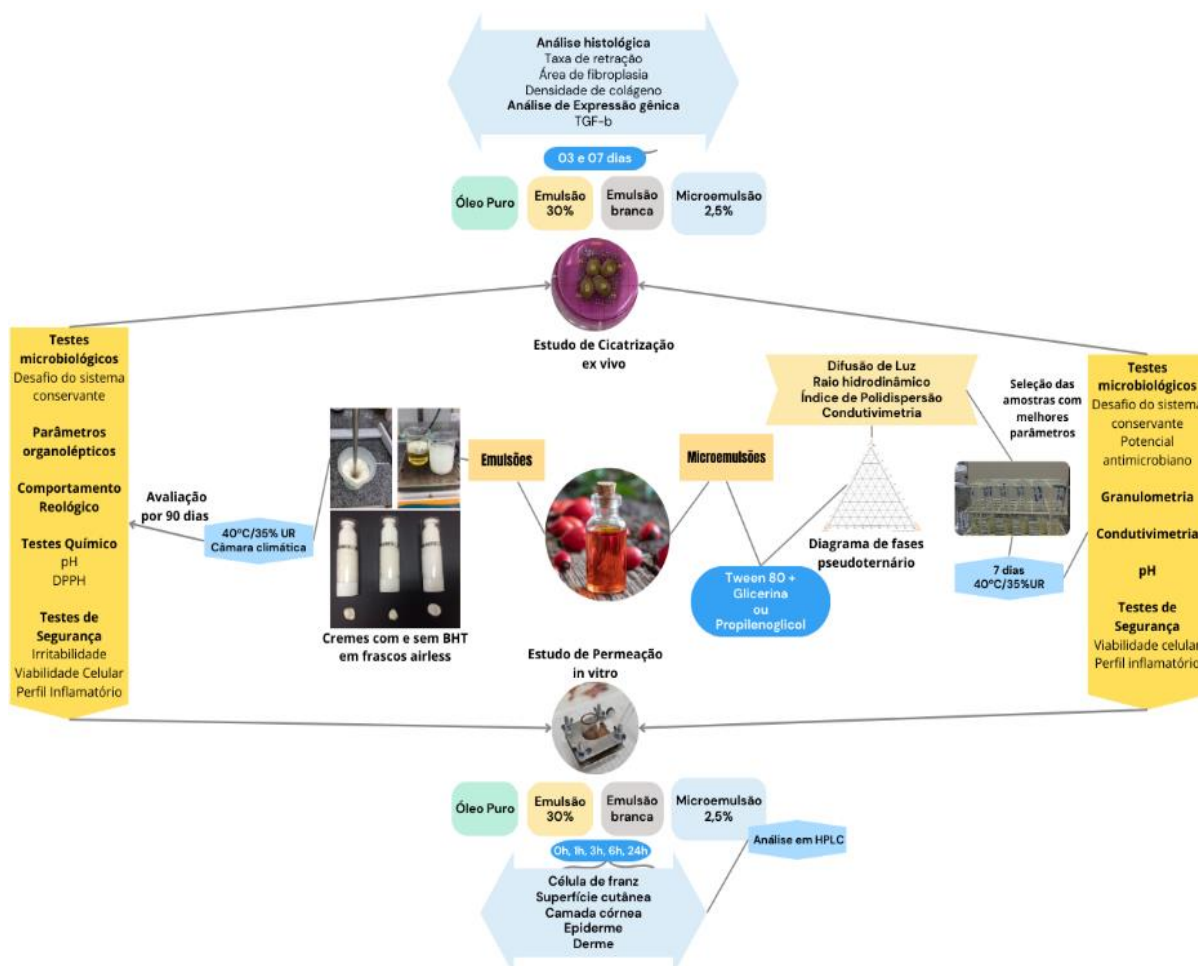 Análise histológica
Taxa de retração
Área de fibroplasia
Densidade de colágeno
Análise de Expressão gênica
TGF-b
03 e 07 dias
Óleo Puro
Emulsão
30%
Emulsão
branca
Microemulsão
2,5%
Estudo de Cicatrização
ex vivo
Testes
microbiológicos
Desafio do sistema
conservante
Parâmetros
organolépticos
Comportamento
Reológico
Testes Químico
pH
DPPH
Testes de
Segurança
Irritabilidade
Viabilidade Celular
Perfil Inflamatório
Avaliação
por 90 dias
40ºC/35% UR
Câmara climática
Cremes com e sem BHT
em frascos airless
Emulsões
Microemulsões
Tween 80 +
Glicerina
ou
Propilenoglicol
Difusão de Luz
Raio hidrodinâmico
Índice de Polidispersão
Condutivimetria
Diagrama de fases
pseudoternário
Seleção das
amostras com
melhores
parâmetros
7 dias
40ºC/35%UR
Testes
microbiológicos
Desafio do sistema
conservante
Potencial
antimicrobiano
Granulometria
Condutivimetria
pH
Testes de
Segurança
Viabilidade celular
Perfil inflamatório
Estudo de Permeação
in vitro
Óleo Puro
Emulsão
30%
Emulsão
branca
Microemulsão
2,5%
0h, 1h, 3h, 6h, 24h
Análise em HPLC
Célula de franz
Superfície cutânea
Camada córnea
Epiderme
Derme